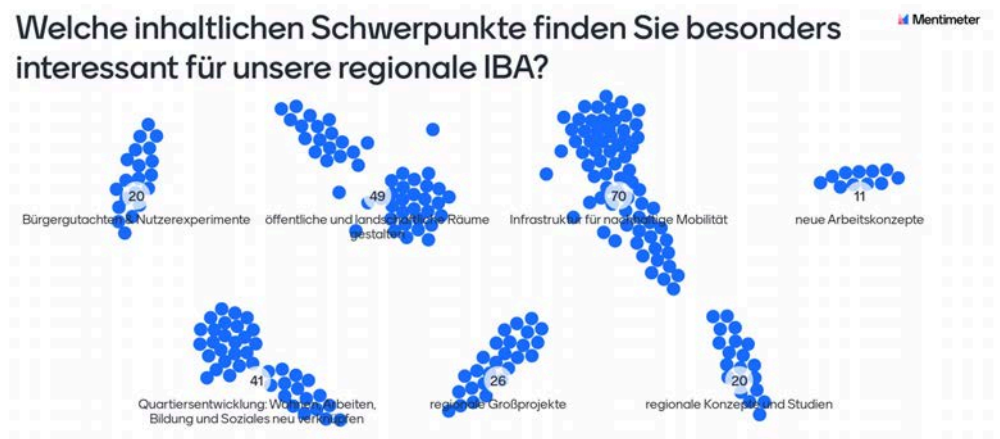 Welche inhaltlichen Schwerpunkte finden Sie besonders
interessant für unsere regionale IBA?
Mentimeter
20
Bürgergutachten & Nutzerexperimente
49
öffentliche und landschaftliche Räume
gestalten
70
Infrastruktur für nachhaltige Mobilität
11
neue Arbeitskonzepte
41
Quartiersentwicklung: Wohnen, Arbeiten,
Bildung und Soziales neu verknüpfen
26
regionale Großprojekte
20
regionale Konzepte und Studien